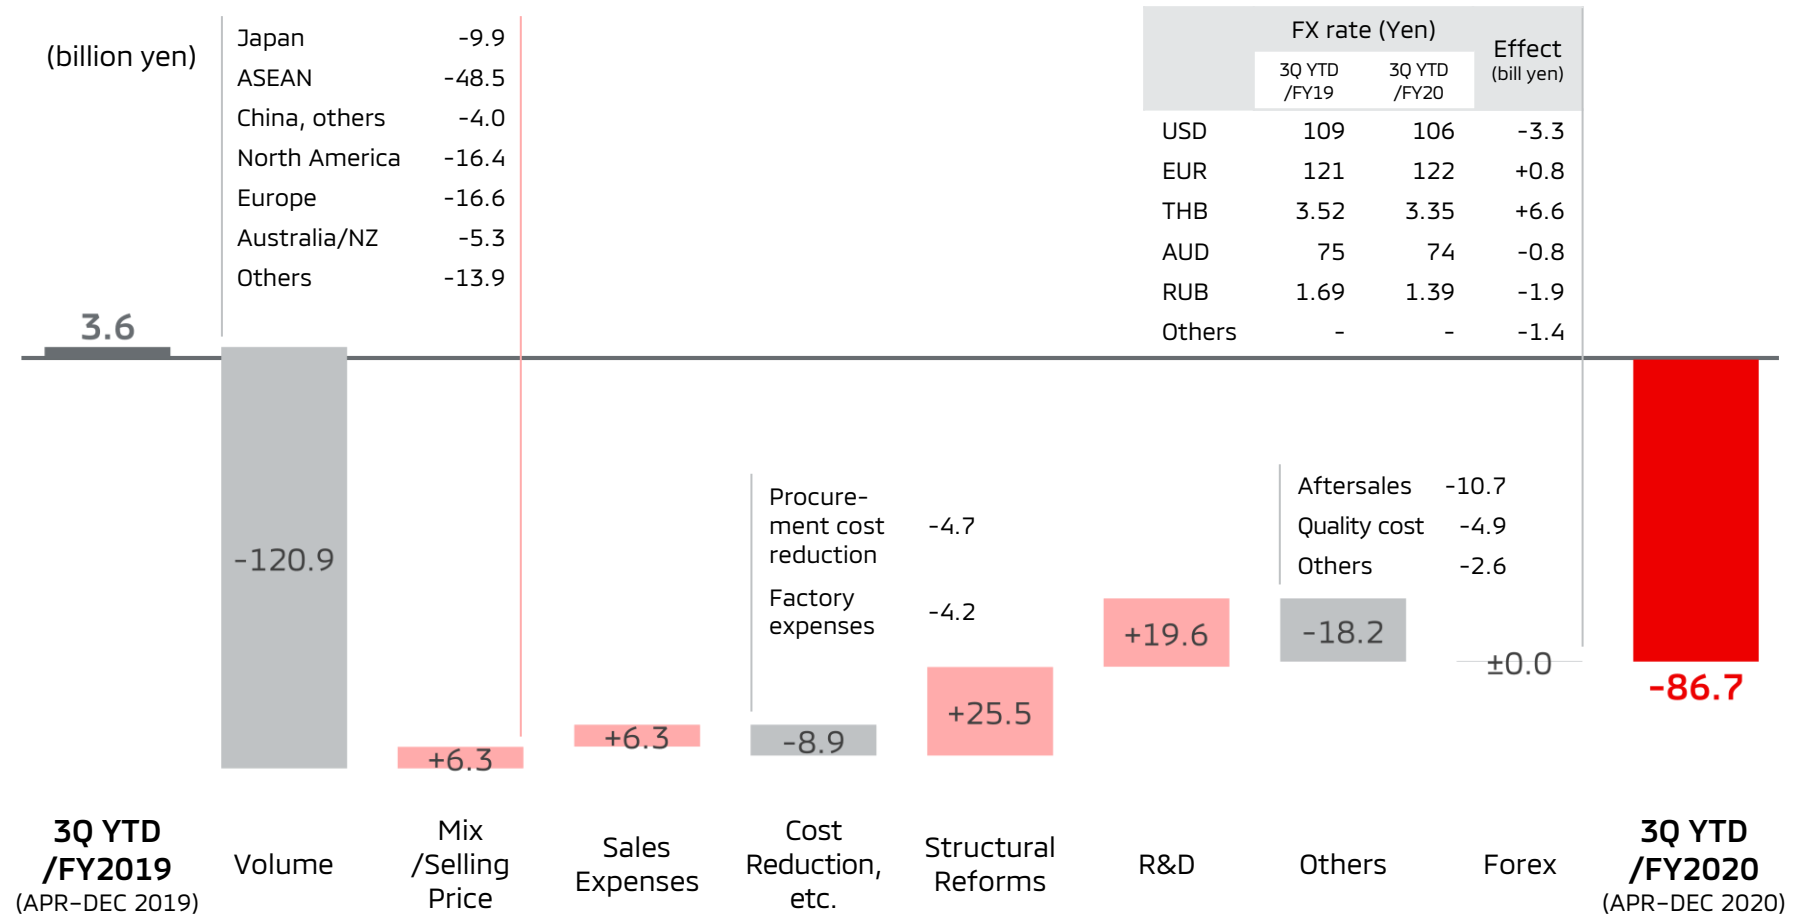 (billion yen)
Japan -9.9
ASEAN -48.5
China, others -4.0
North America -16.4
Europe -16.6
Australia/NZ -5.3
Others -13.9
FX rate (Yen)
Effect
(bill yen)
3Q YTD
/FY19
3Q YTD
/FY20
USD 109 106 -3.3
EUR 121 122 +0.8
THB 3.52 3.35 +6.6
AUD 75 74 -0.8
RUB 1.69 1.39 -1.9
Others - - -1.4
3.6
-120.9
+6.3
+6.3
Procure-
ment cost
reduction
-4.7
Factory
expenses
-4.2
-8.9
+25.5
+19.6
Aftersales -10.7
Quality cost -4.9
Others -2.6
-18.2
±0.0
-86.7
3Q YTD
/FY2019
(APR–DEC 2019)
Volume
Mix
/Selling
Price
Sales
Expenses
Cost
Reduction,
etc.
Structural
Reforms
R&D
Others
Forex
3Q YTD
/FY2020
(APR–DEC 2020)